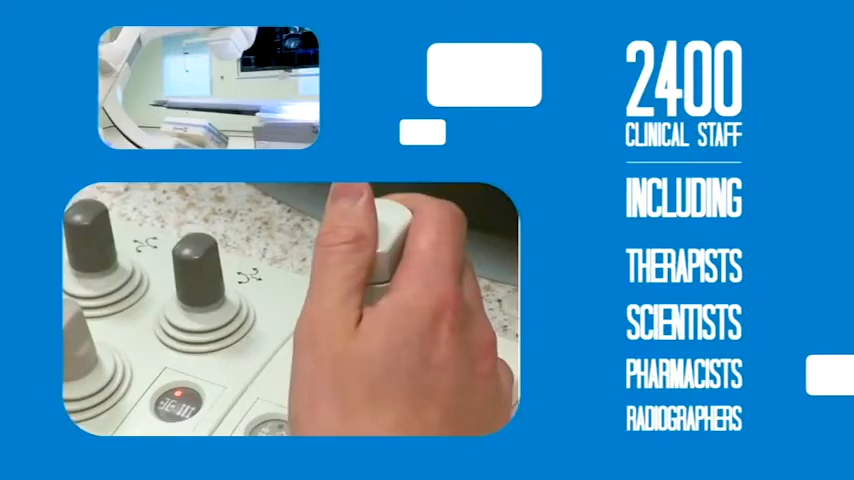 2400
CLINICAL STAFF
INCLUDING
THERAPISTS
SCIENTISTS
PHARMACISTS
RADIOGRAPHERS